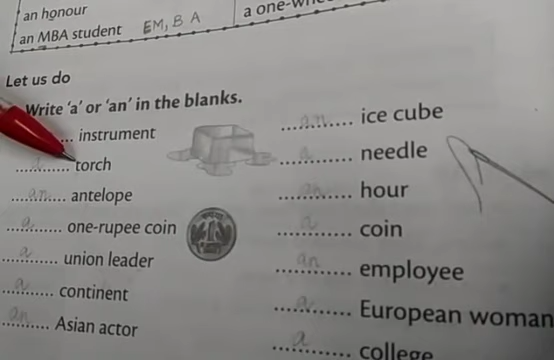 an honour
an MBA student EM, B A
a one-
Let us do
Write 'a' or 'an' in the blanks.
... instrument
a torch
an antelope
a one-rupee coin
a union leader
a continent
an Asian actor
an ice cube
a needle
an hour
a coin
an employee
a European woman
a college